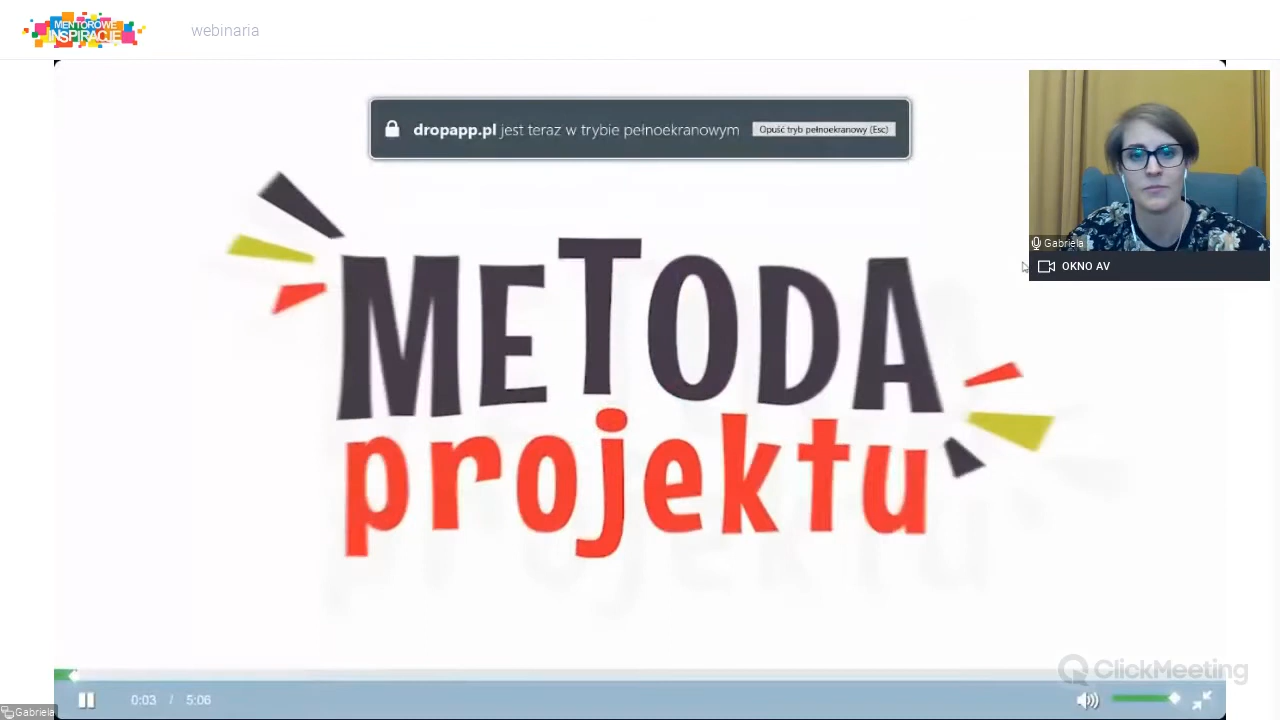 MENTOROWE
INSPIRACJE
webinaria
dropapp.pl jest teraz w trybie pełnoekranowym
Opuść tryb pełnoekranowy (Esc)
Gabriela
OKNO AV
METODA
projektu
ClickMeeting
0:03 / 5:06
Gabriela